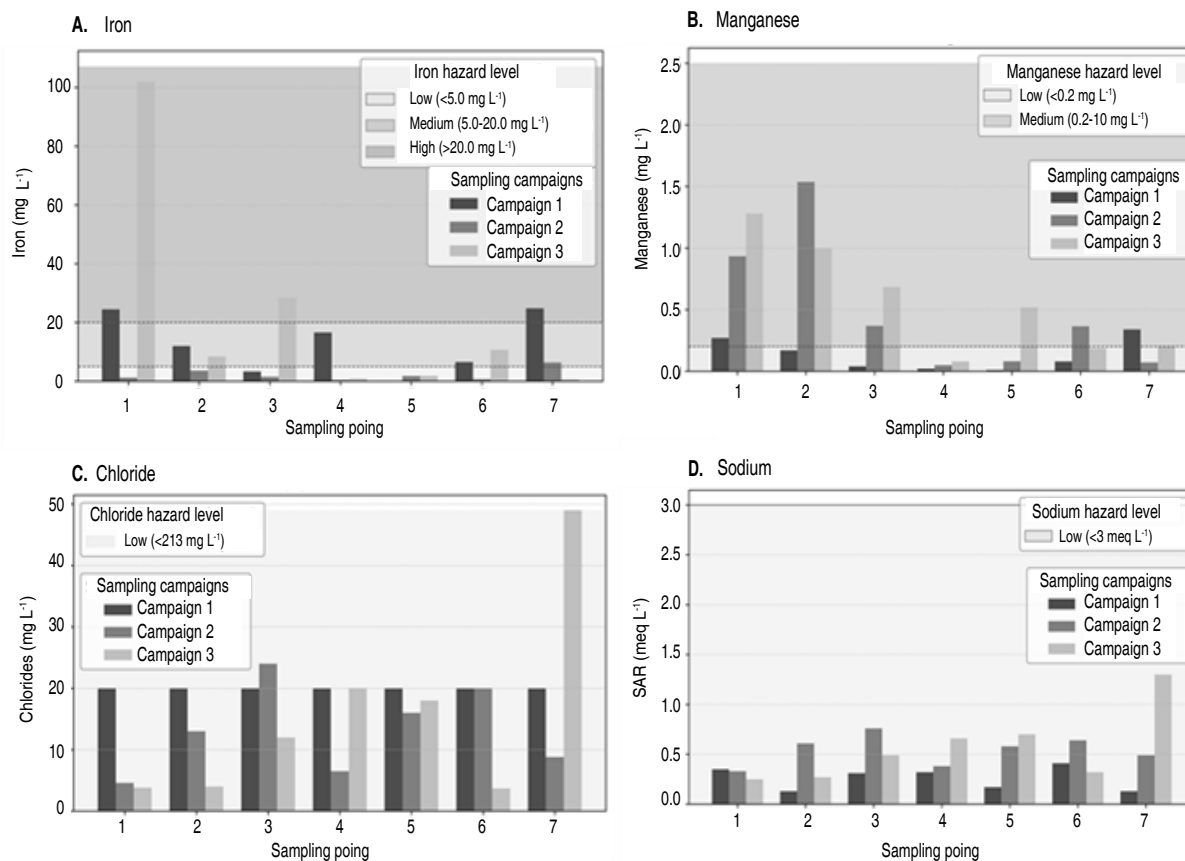 A. Iron
Iron (mg L-1)
100
80
60
40
20
0
Iron hazard level
Low (<5.0 mg L-1)
Medium (5.0-20.0 mg L-1)
High (>20.0 mg L-1)
Sampling campaigns
Campaign 1
Campaign 2
Campaign 3
1 2 3 4 5 6 7
Sampling poing
B. Manganese
Manganese (mg L-1)
2.5
2.0
1.5
1.0
0.5
0.0
Manganese hazard level
Low (<0.2 mg L-1)
Medium (0.2-10 mg L-1)
Sampling campaigns
Campaign 1
Campaign 2
Campaign 3
1 2 3 4 5 6 7
Sampling poing
C. Chloride
Chlorides (mg L-1)
50
40
30
20
10
0
Chloride hazard level
Low (<213 mg L-1)
Sampling campaigns
Campaign 1
Campaign 2
Campaign 3
1 2 3 4 5 6 7
Sampling poing
D. Sodium
SAR (meq L-1)
3.0
2.5
2.0
1.5
1.0
0.5
0.0
Sodium hazard level
Low (<3 meq L-1)
Sampling campaigns
Campaign 1
Campaign 2
Campaign 3
1 2 3 4 5 6 7
Sampling poing